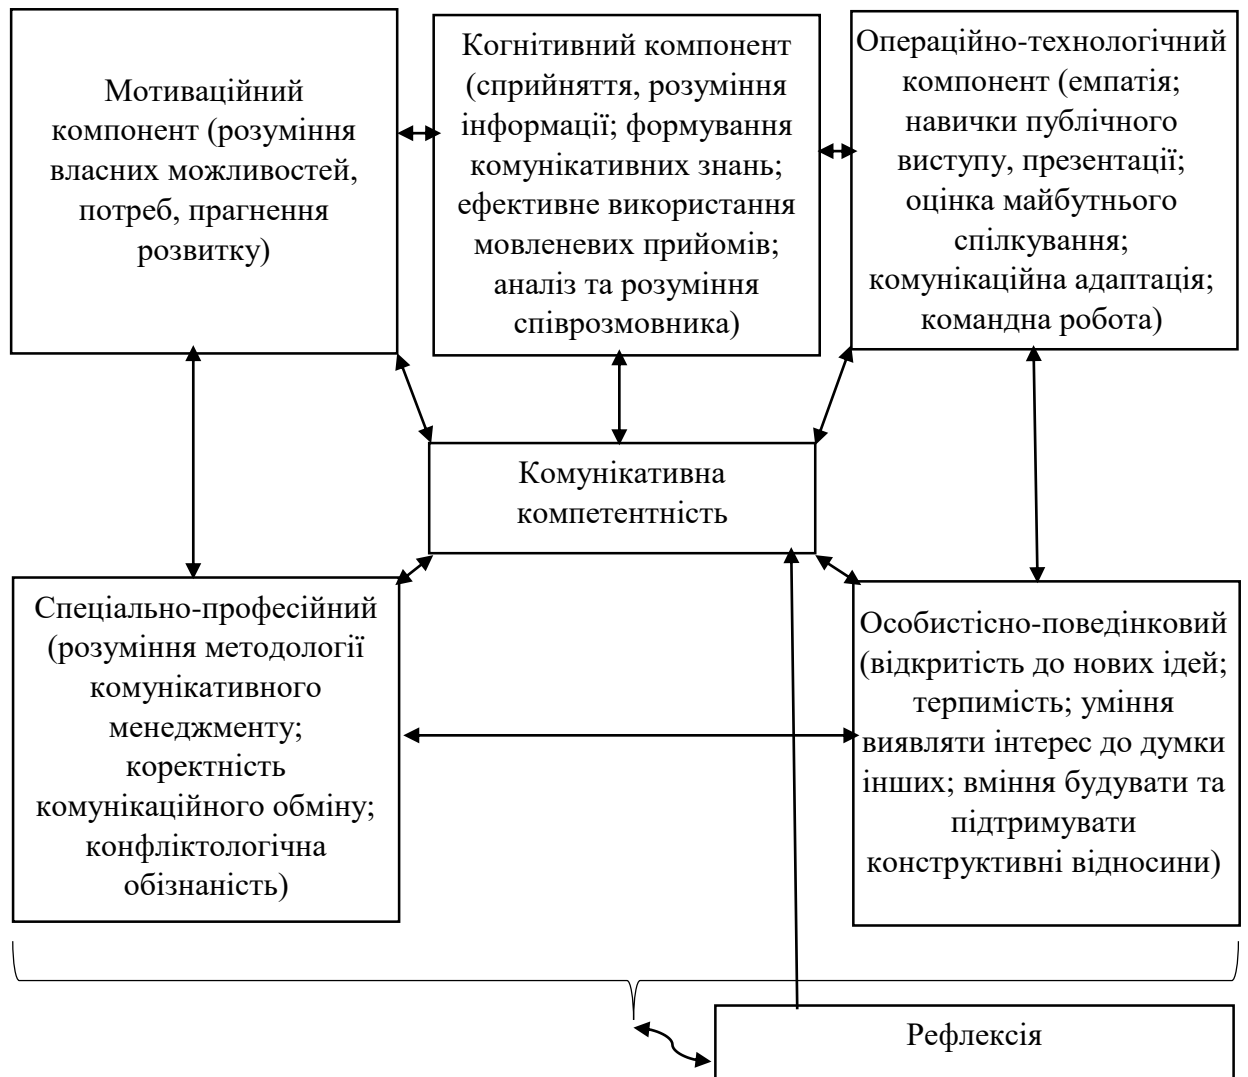 Мотиваційний
компонент (розуміння
власних можливостей,
потреб, прагнення
розвитку)
Когнітивний компонент
(сприйняття, розуміння
інформації; формування
комунікативних знань;
ефективне використання
мовленевих прийомів;
аналіз та розуміння
співрозмовника)
Операційно-технологічний
компонент (емпатія;
навички публічного
виступу, презентації;
оцінка майбутнього
спілкування;
комунікаційна адаптація;
командна робота)
Комунікативна
компетентність
Спеціально-професійний
(розуміння методології
комунікативного
менеджменту;
коректність
комунікаційного обміну;
конфліктологічна
обізнаність)
Особистісно-поведінковий
(відкритість до нових ідей;
терпимість; уміння
виявляти інтерес до думки
інших; вміння будувати та
підтримувати
конструктивні відносини)
Рефлексія